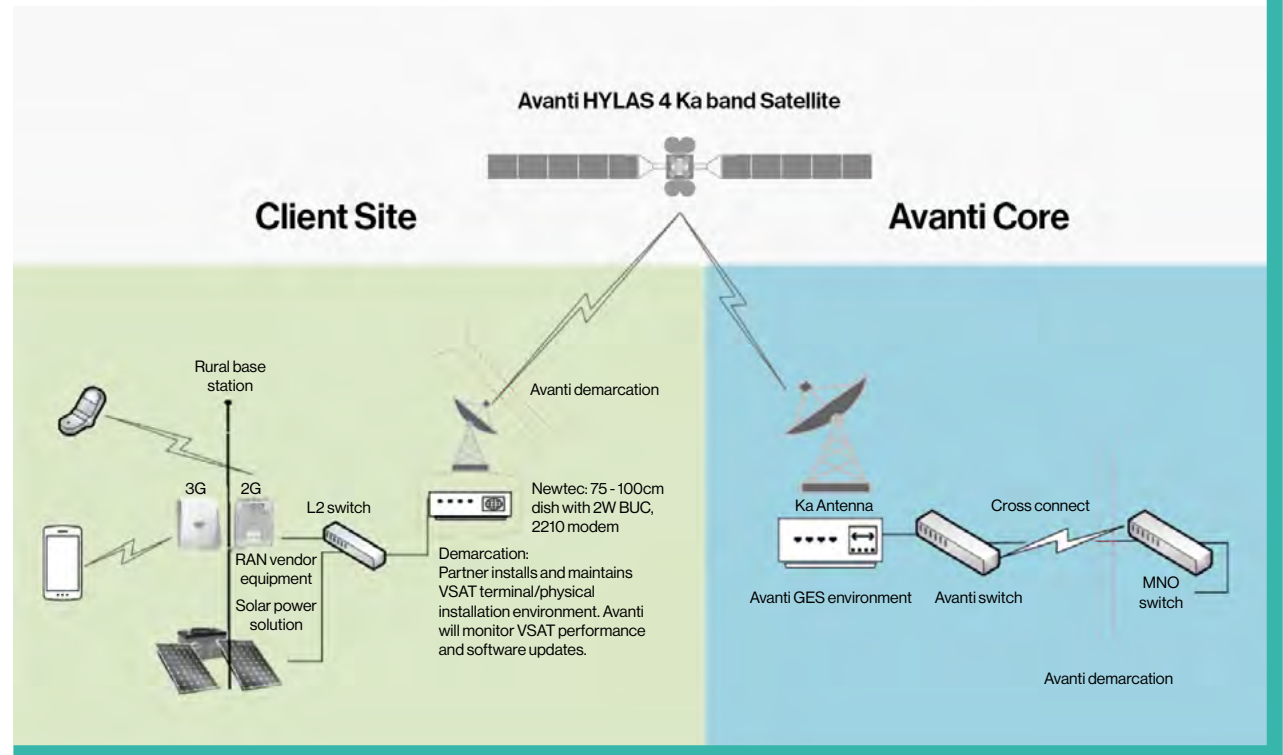 Avanti HYLAS 4 Ka band Satellite
Client Site
Avanti Core
Rural base
station
Avanti demarcation
3G
2G
L2 switch
RAN vendor
equipment
Solar power
solution
Newtec: 75 - 100cm
dish with 2W BUC,
2210 modem
Demarcation:
Partner installs and maintains
VSAT terminal/physical
installation environment. Avanti
will monitor VSAT performance
and software updates.
Ka Antenna
Cross connect
Avanti GES environment
Avanti switch
MNO
switch
Avanti demarcation